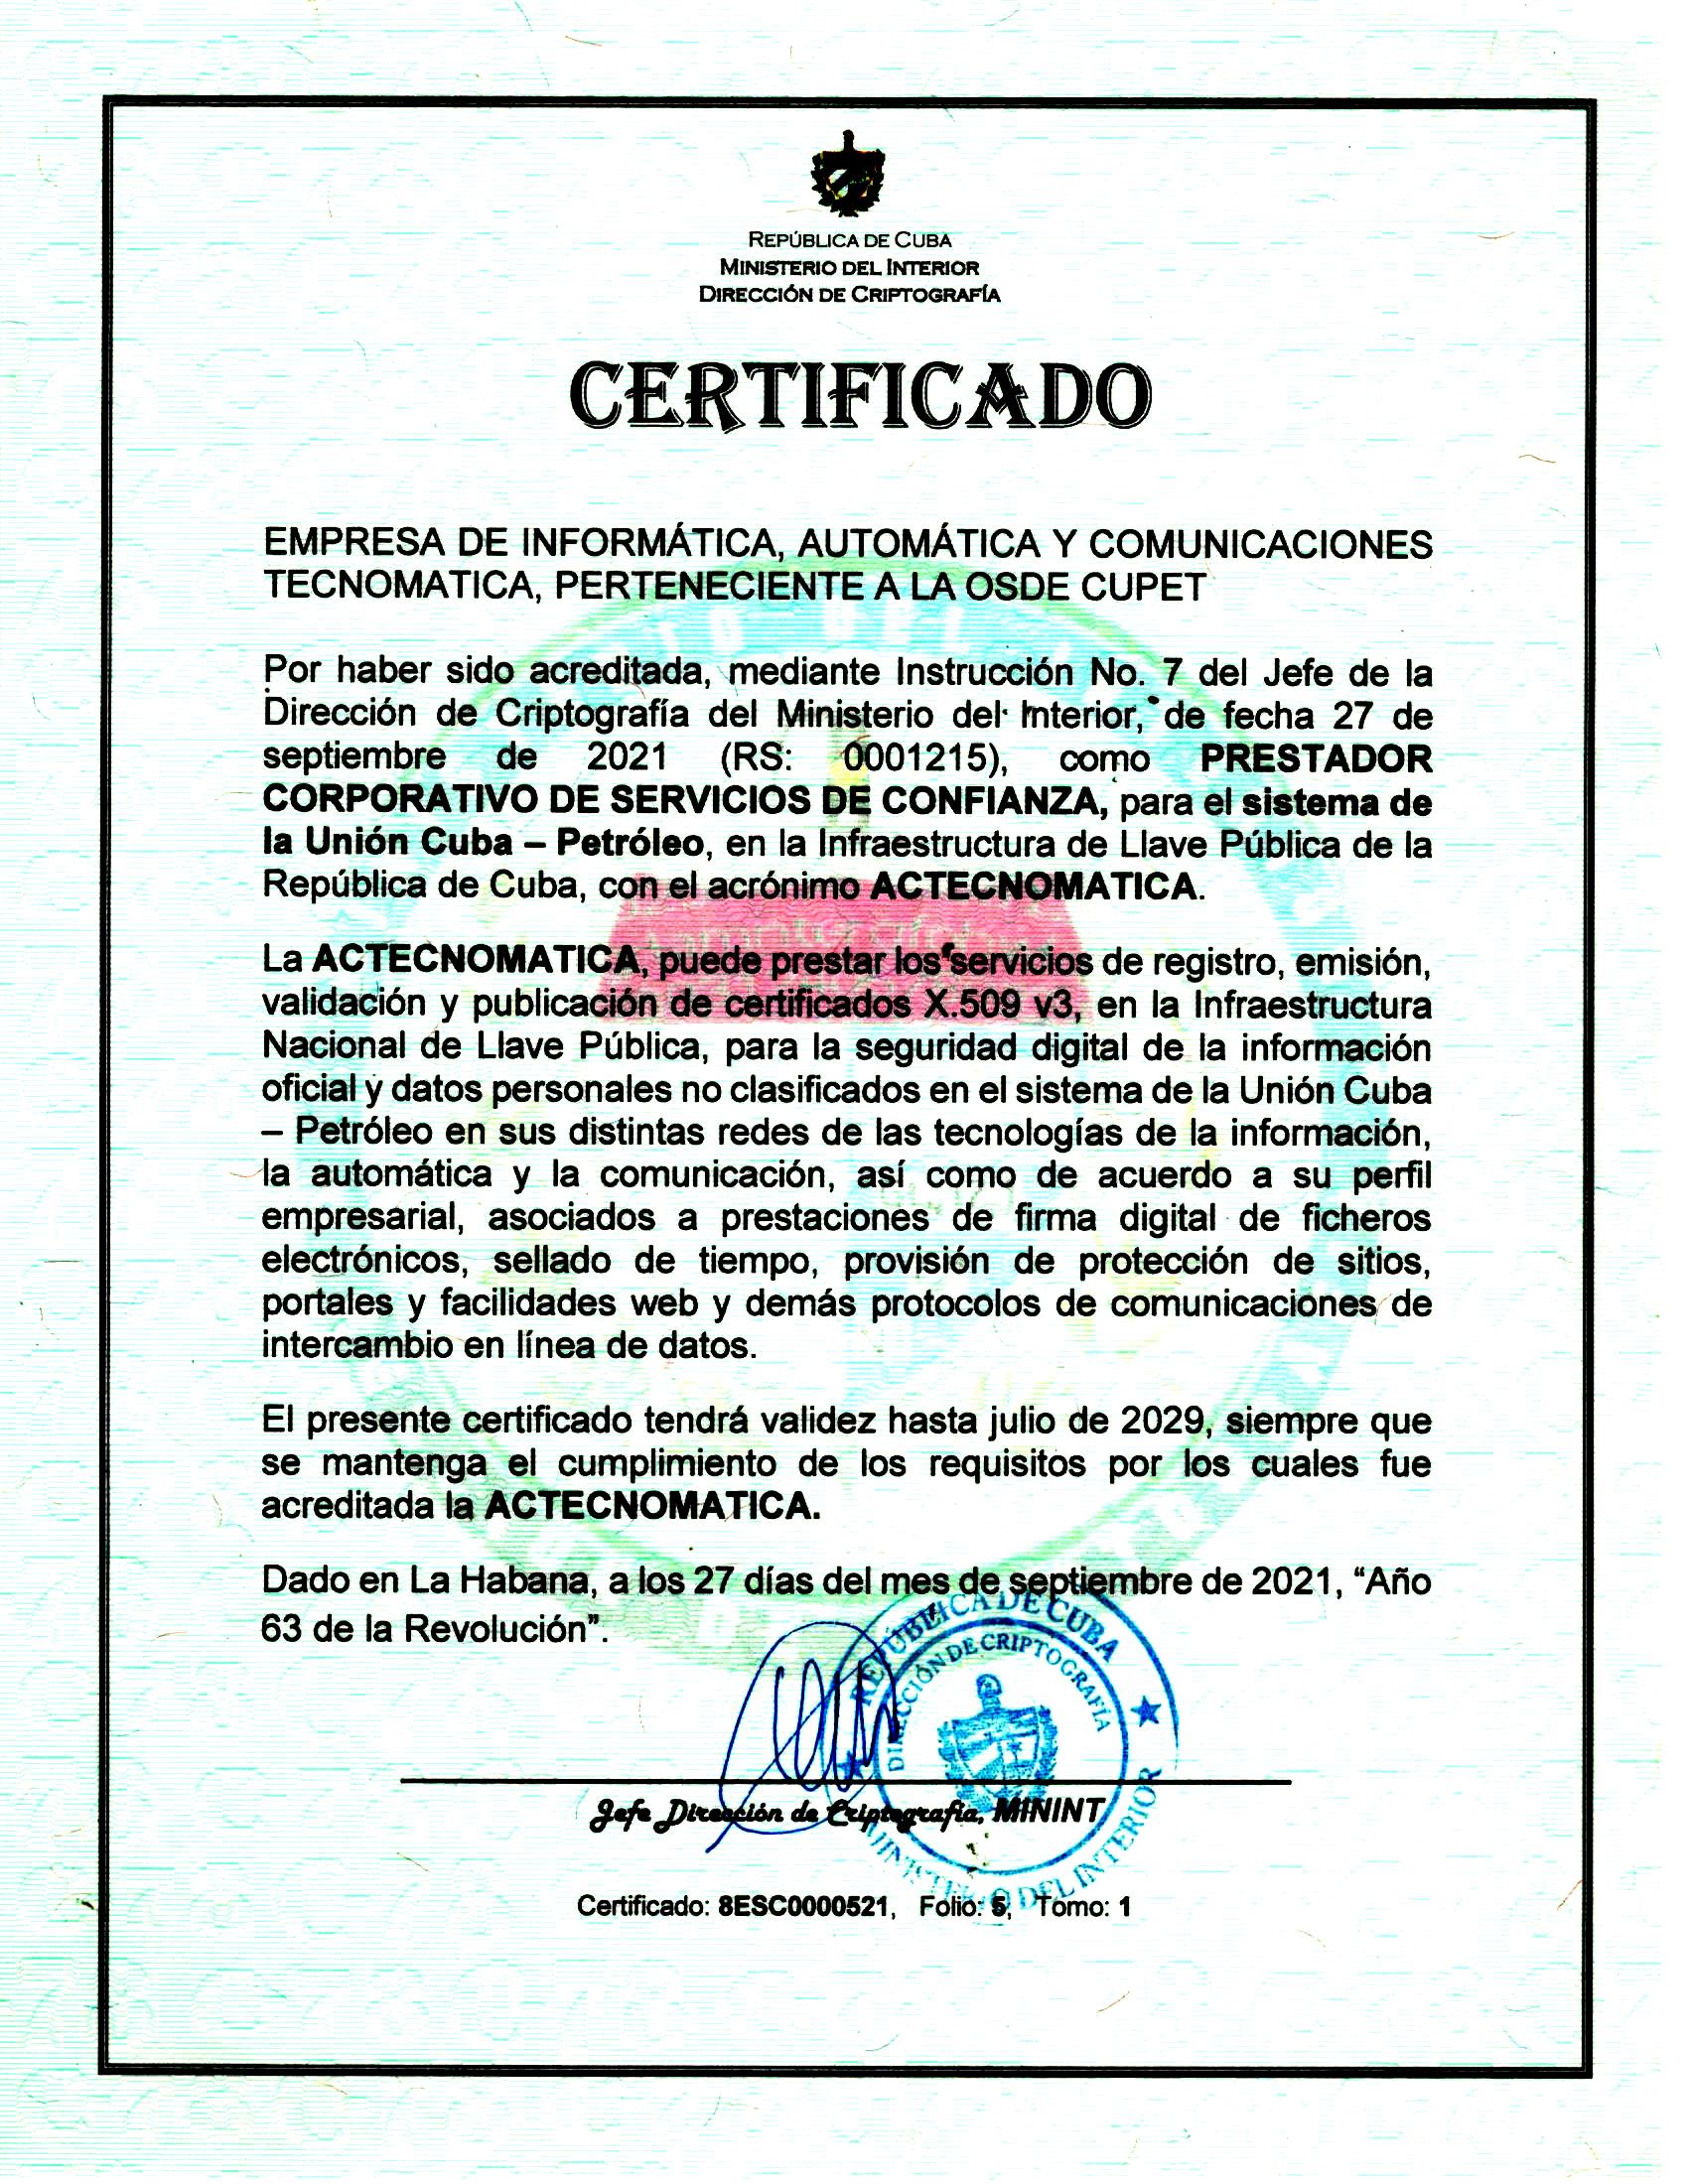 REPÚBLICA DE CUBA
MINISTERIO DEL INTERIOR
DIRECCIÓN DE CRIPTOGRAFÍA
CERTIFICADO
EMPRESA DE INFORMÁTICA, AUTOMÁTICA Y COMUNICACIONES
TECNOMATICA, PERTENECIENTE A LA OSDE CUPET
Por haber sido acreditada, mediante Instrucción No. 7 del Jefe de la
Dirección de Criptografía del Ministerio del Interior, de fecha 27 de
septiembre de 2021 (RS: 0001215), como PRESTADOR
CORPORATIVO DE SERVICIOS DE CONFIANZA, para el sistema de
la Unión Cuba – Petróleo, en la Infraestructura de Llave Pública de la
República de Cuba, con el acrónimo ACTECNOMATICA.
La ACTECNOMATICA, puede prestar los servicios de registro, emisión,
validación y publicación de certificados X.509 v3, en la Infraestructura
Nacional de Llave Pública, para la seguridad digital de la información
oficial y datos personales no clasificados en el sistema de la Unión Cuba
– Petróleo en sus distintas redes de las tecnologías de la información,
la automática y la comunicación, así como de acuerdo a su perfil
empresarial, asociados a prestaciones de firma digital de ficheros
electrónicos, sellado de tiempo, provisión de protección de sitios,
portales y facilidades web y demás protocolos de comunicaciones de
intercambio en línea de datos.
El presente certificado tendrá validez hasta julio de 2029, siempre que
se mantenga el cumplimiento de los requisitos por los cuales fue
acreditada la ACTECNOMATICA.
Dado en La Habana, a los 27 días del mes de septiembre de 2021, “Año
63 de la Revolución”.
REPÚBLICA DE CUBA
DIRECCIÓN DE CRIPTOGRAFÍA
MINISTERIO DEL INTERIOR
Jefe Dirección de Criptografía, MININT
Certificado: 8ESC0000521, Folio: 5, Tomo: 1